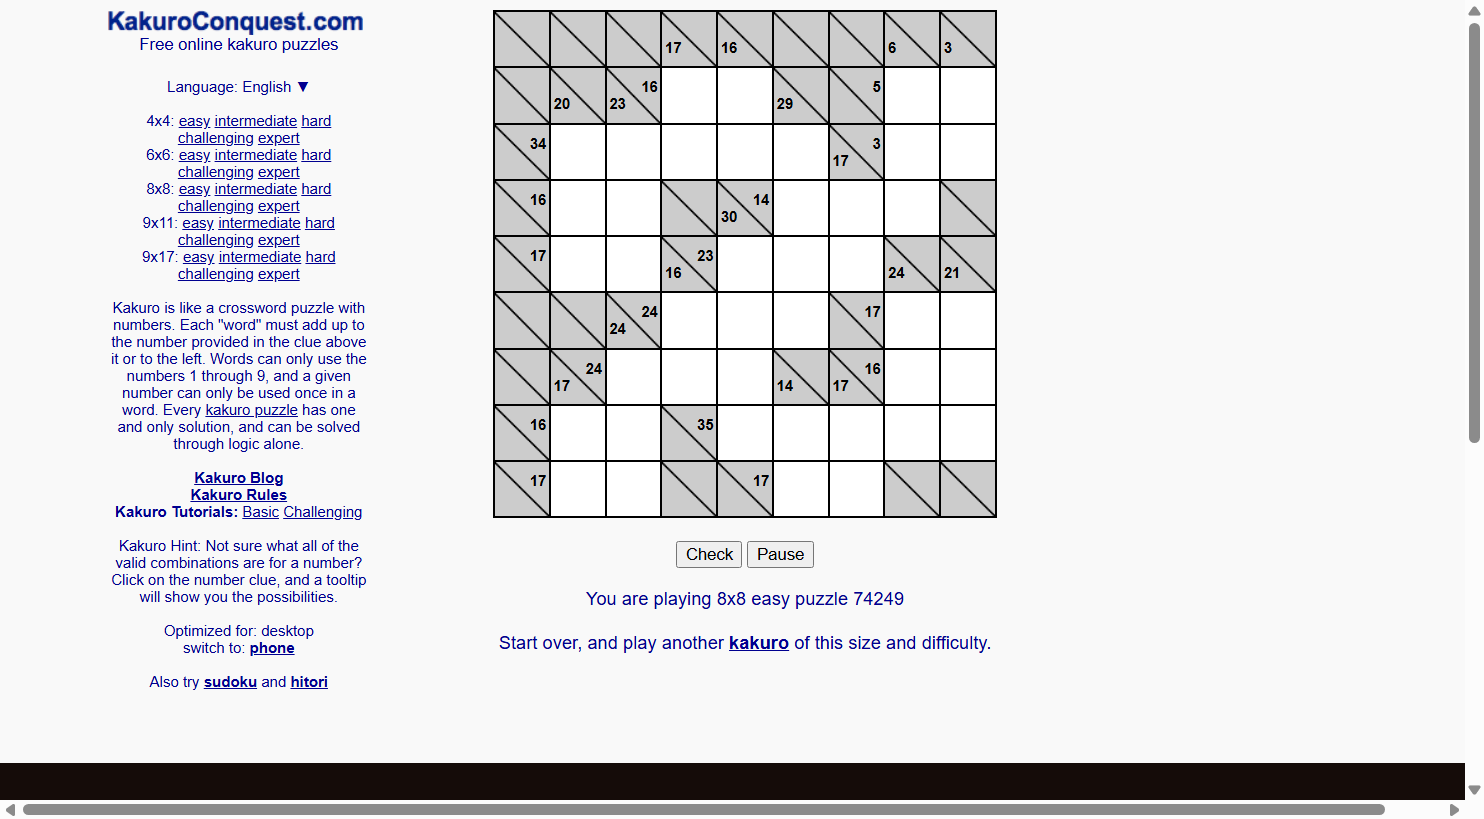 KakuroConquest.com
Free online kakuro puzzles
Language: English ▼
4x4: easy intermediate hard
challenging expert
6x6: easy intermediate hard
challenging expert
8x8: easy intermediate hard
challenging expert
9x11: easy intermediate hard
challenging expert
9x17: easy intermediate hard
challenging expert
Kakuro is like a crossword puzzle with
numbers. Each "word" must add up to
the number provided in the clue above
it or to the left. Words can only use the
numbers 1 through 9, and a given
number can only be used once in a
word. Every kakuro puzzle has one
and only solution, and can be solved
through logic alone.
Kakuro Blog
Kakuro Rules
Kakuro Tutorials: Basic Challenging
Kakuro Hint: Not sure what all of the
valid combinations are for a number?
Click on the number clue, and a tooltip
will show you the possibilities.
Optimized for: desktop
switch to: phone
Also try sudoku and hitori
17 16 6 3
20 23 16 29 5
34 17 3
16 30 14
17 16 23 24 21
24 24 17
17 24 14 17 16
16 35
17 17
Check Pause
You are playing 8x8 easy puzzle 74249
Start over, and play another kakuro of this size and difficulty.